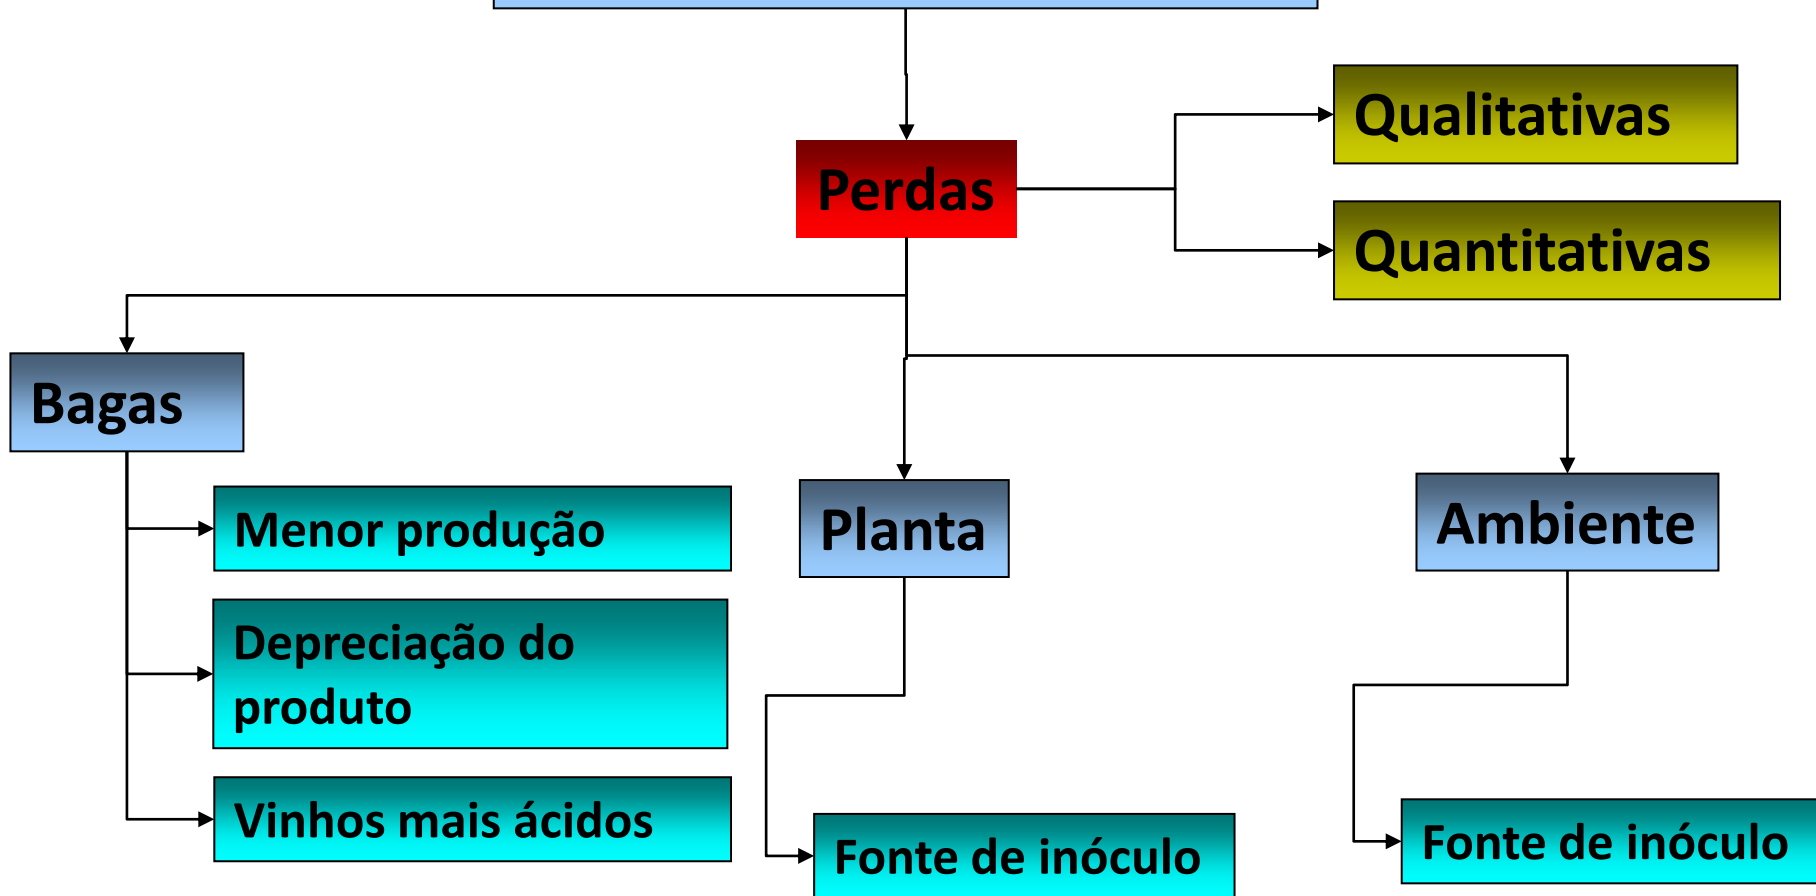 Qualitativas
Perdas
Quantitativas
Bagas
Menor produção
Planta
Ambiente
Depreciação do
produto
Vinhos mais ácidos
Fonte de inóculo
Fonte de inóculo